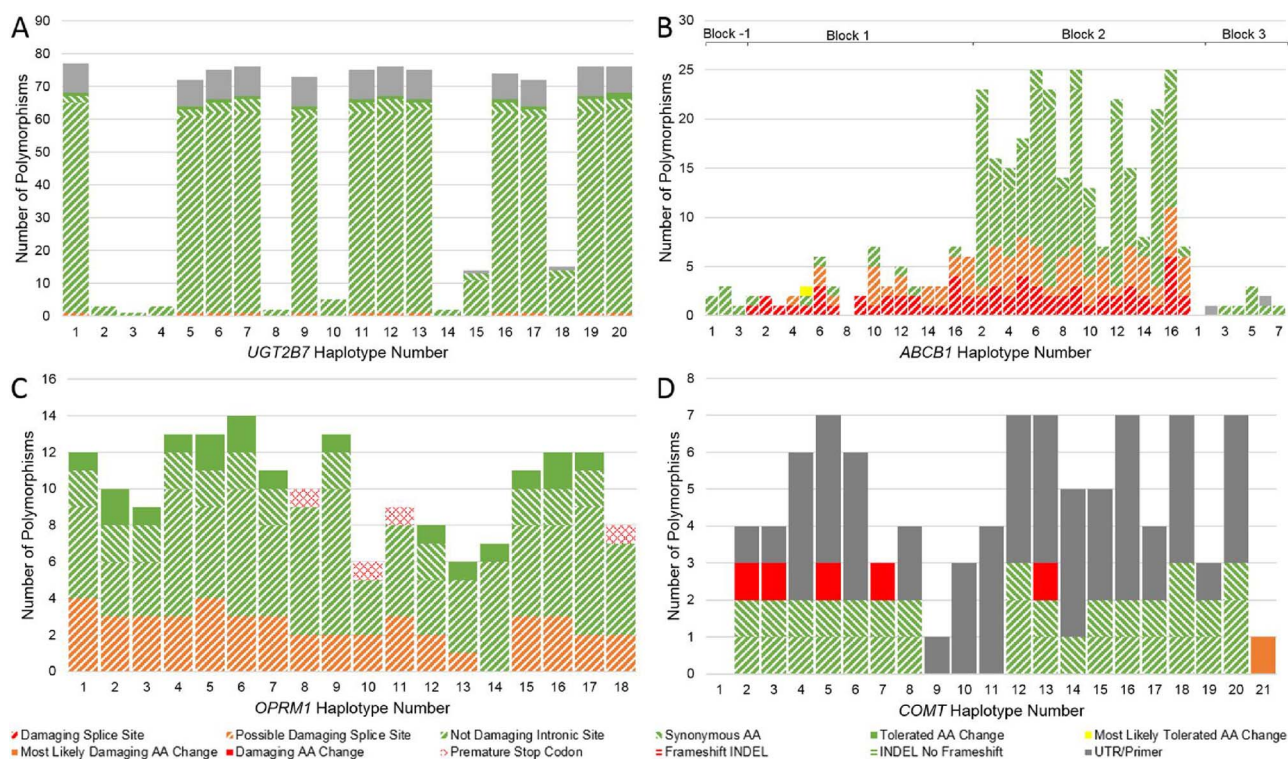 A
B
90
80
70
60
50
40
30
20
10
0
Number of Polymorphisms
1 2 3 4 5 6 7 8 9 10 11 12 13 14 15 16 17 18 19 20
UGT2B7 Haplotype Number
30
25
20
15
10
5
0
Number of Polymorphisms
Block -1 Block 1 Block 2 Block 3
1 3 2 4 6 8 10 12 14 16 2 4 6 8 10 12 14 16 1 3 5 7
ABCB1 Haplotype Number
C
D
16
14
12
10
8
6
4
2
0
Number of Polymorphisms
1 2 3 4 5 6 7 8 9 10 11 12 13 14 15 16 17 18
OPRM1 Haplotype Number
8
7
6
5
4
3
2
1
0
Number of Polymorphisms
1 2 3 4 5 6 7 8 9 10 11 12 13 14 15 16 17 18 19 20 21
COMT Haplotype Number
Damaging Splice Site Possible Damaging Splice Site Not Damaging Intronic Site Synonymous AA Tolerated AA Change Most Likely Tolerated AA Change
Most Likely Damaging AA Change Damaging AA Change Premature Stop Codon Frameshift INDEL INDEL No Frameshift UTR/Primer